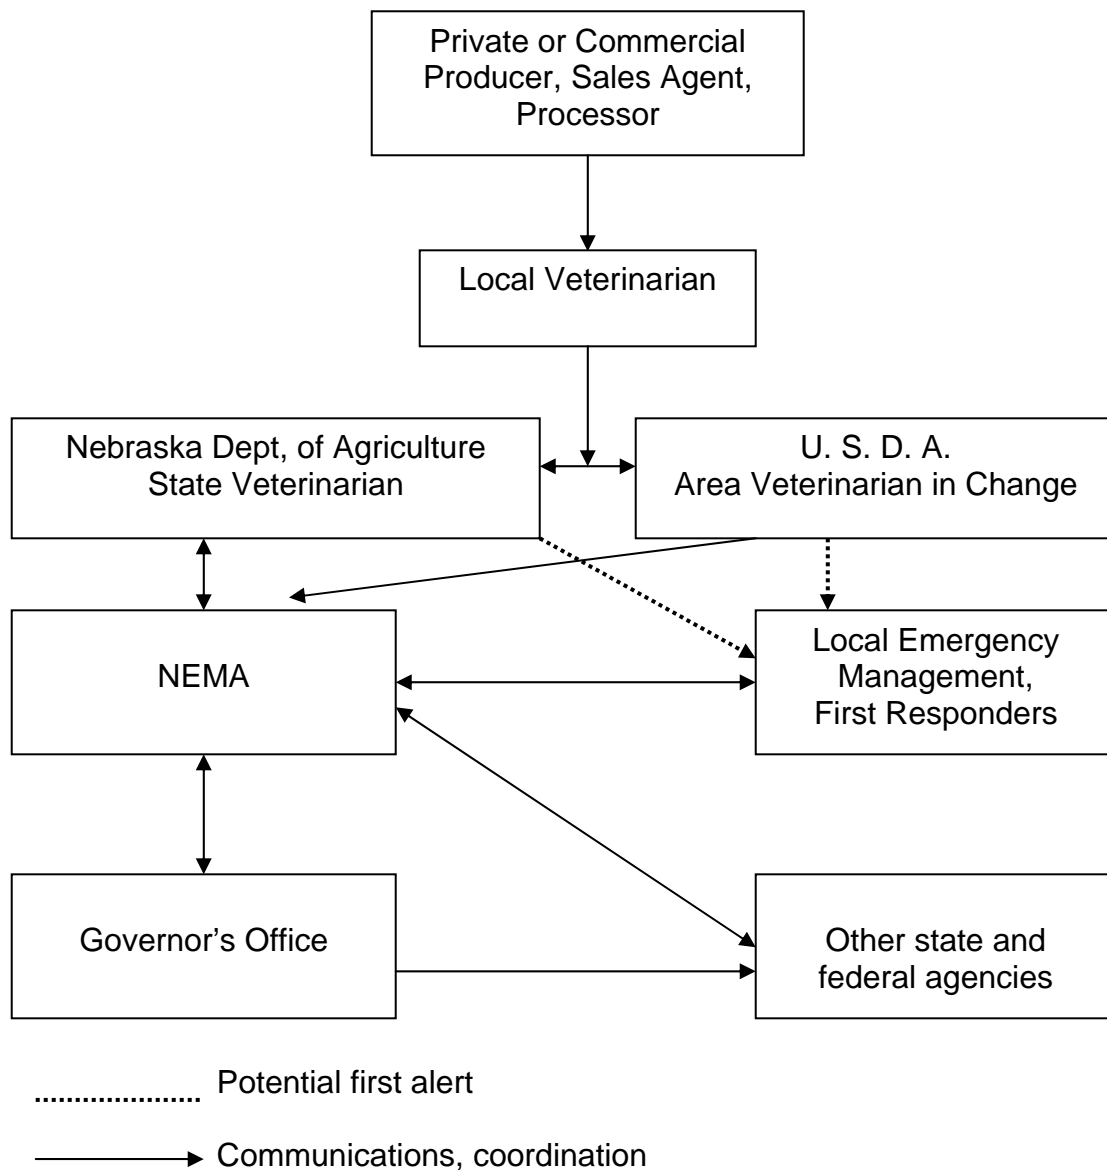 Private or Commercial
Producer, Sales Agent,
Processor
Local Veterinarian
Nebraska Dept, of Agriculture
State Veterinarian
U. S. D. A.
Area Veterinarian in Change
NEMA
Local Emergency
Management,
First Responders
Governor’s Office
Other state and
federal agencies
Potential first alert
Communications, coordination